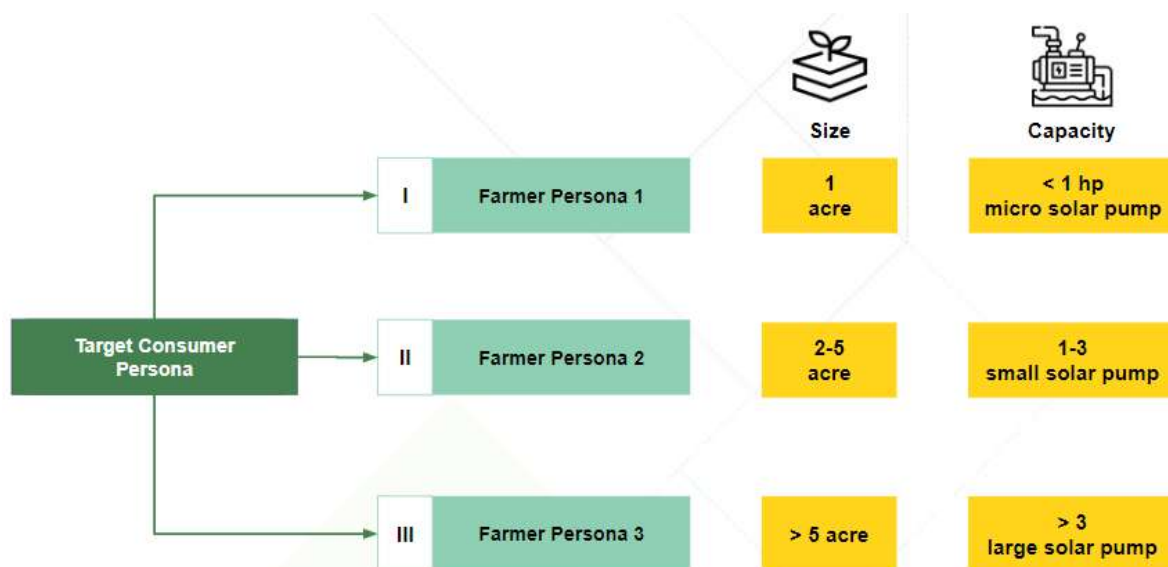 Size
Capacity
I
Farmer Persona 1
1
acre
< 1 hp
micro solar pump
Target Consumer
Persona
II
Farmer Persona 2
2-5
acre
1-3
small solar pump
III
Farmer Persona 3
> 5 acre
> 3
large solar pump